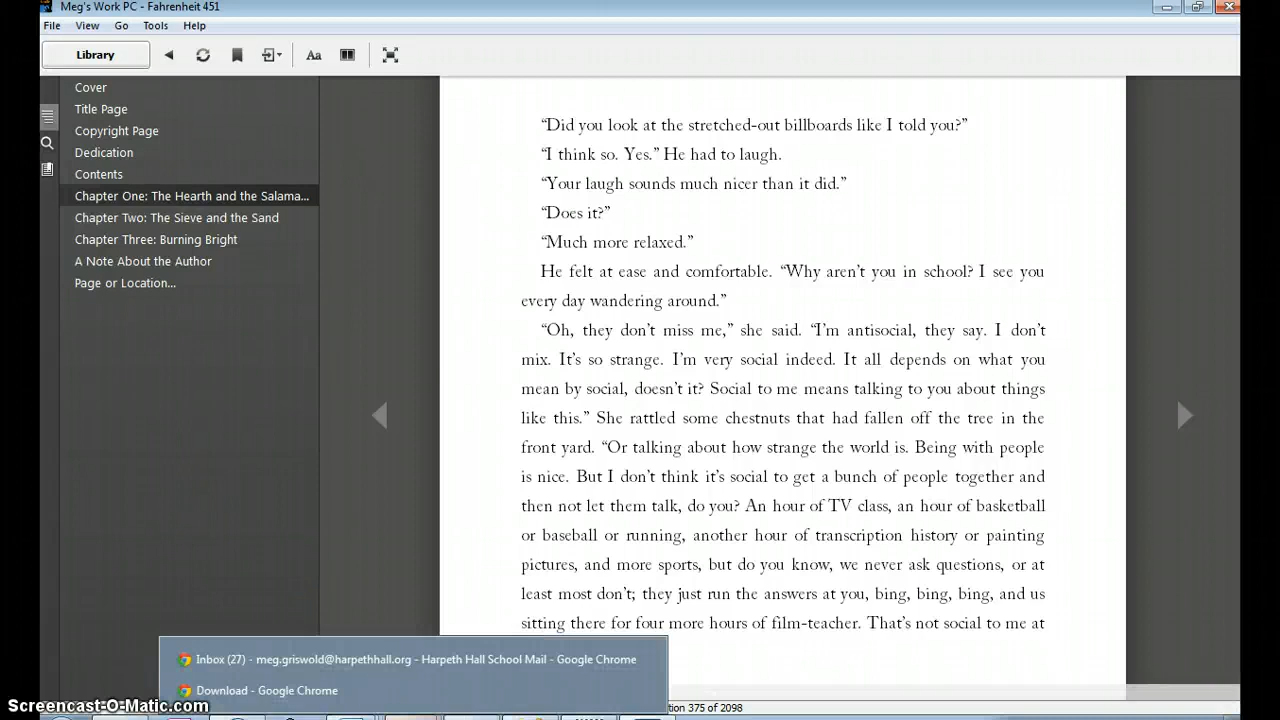 Meg's Work PC - Fahrenheit 451
File View Go Tools Help
Library Aa
Cover
Title Page
Copyright Page
Dedication
Contents
Chapter One: The Hearth and the Salama...
Chapter Two: The Sieve and the Sand
Chapter Three: Burning Bright
A Note About the Author
Page or Location...
“Did you look at the stretched-out billboards like I told you?”
“I think so. Yes.” He had to laugh.
“Your laugh sounds much nicer than it did.”
“Does it?”
“Much more relaxed.”
He felt at ease and comfortable. “Why aren’t you in school? I see you
every day wandering around.”
“Oh, they don’t miss me,” she said. “I’m antisocial, they say. I don’t
mix. It’s so strange. I’m very social indeed. It all depends on what you
mean by social, doesn’t it? Social to me means talking to you about things
like this.” She rattled some chestnuts that had fallen off the tree in the
front yard. “Or talking about how strange the world is. Being with people
is nice. But I don’t think it’s social to get a bunch of people together and
then not let them talk, do you? An hour of TV class, an hour of basketball
or baseball or running, another hour of transcription history or painting
pictures, and more sports, but do you know, we never ask questions, or at
least most don’t; they just run the answers at you, bing, bing, bing, and us
sitting there for four more hours of film-teacher. That’s not social to me at
Inbox (27) - meg.griswold@harpethhall.org - Harpeth Hall School Mail - Google Chrome
Download - Google Chrome
375 of 2098
Screencast-O-Matic.com